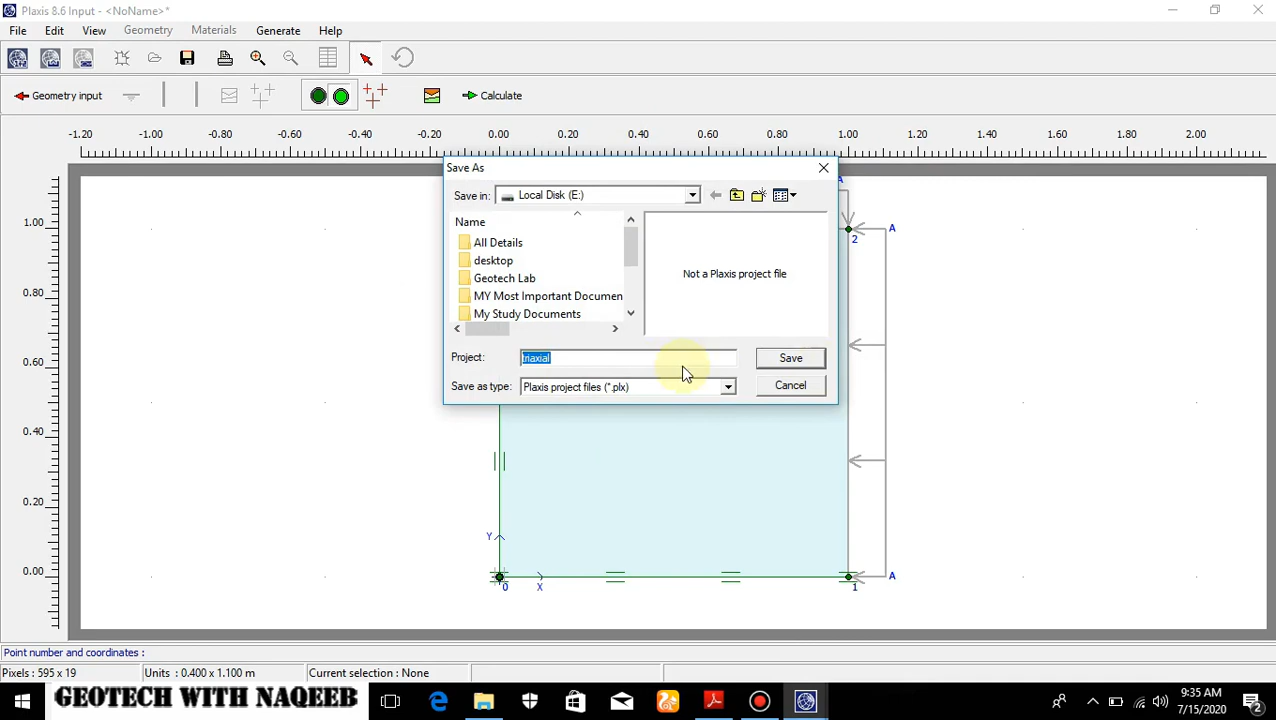 Plaxis 8.6 Input - <NoName>*
File Edit View Geometry Materials Generate Help
Geometry input Calculate
-1.20 -1.00 -0.80 -0.60 -0.40 -0.20 0.00 0.20 0.40 0.60 0.80 1.00 1.20 1.40 1.60 1.80 2.00
Save As
A
Save in: Local Disk (E:)
Name
All Details
desktop
Geotech Lab
MY Most Important Documen
My Study Documents
Not a Plaxis project file
Project: triaxial Save
Save as type: Plaxis project files (*.plx) Cancel
1.00
0.80
0.60
0.40
0.20
0.00
A
2
Y
0 X 1
A
Point number and coordinates :
Pixels : 595 x 19 Units : 0.400 x 1.100 m Current selection : None
GEOTECH WITH NAQEEB
9:35 AM
7/15/2020
2